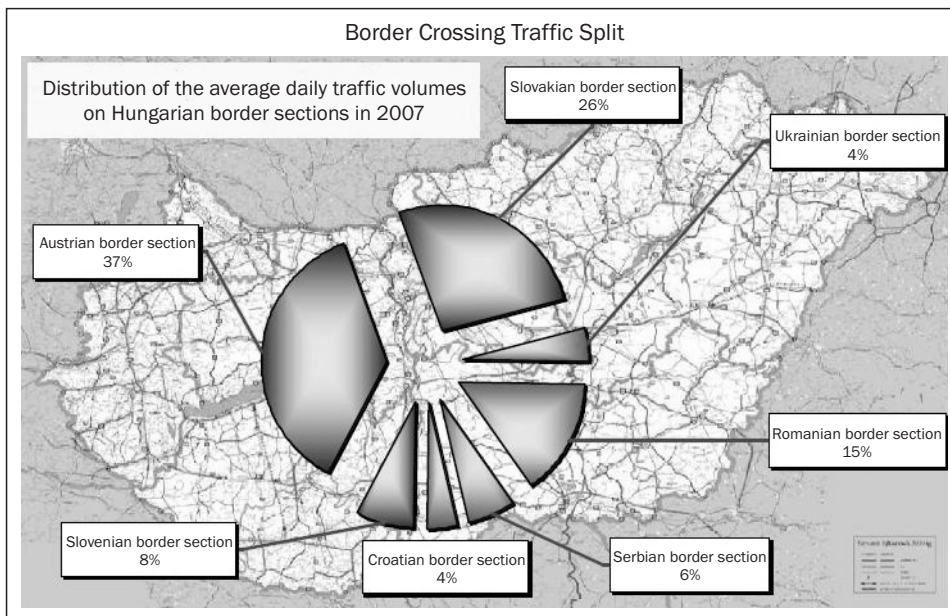 Border Crossing Traffic Split
Distribution of the average daily traffic volumes
on Hungarian border sections in 2007
Slovakian border section
26%
Ukrainian border section
4%
Austrian border section
37%
Romanian border section
15%
Slovenian border section
8%
Croatian border section
4%
Serbian border section
6%